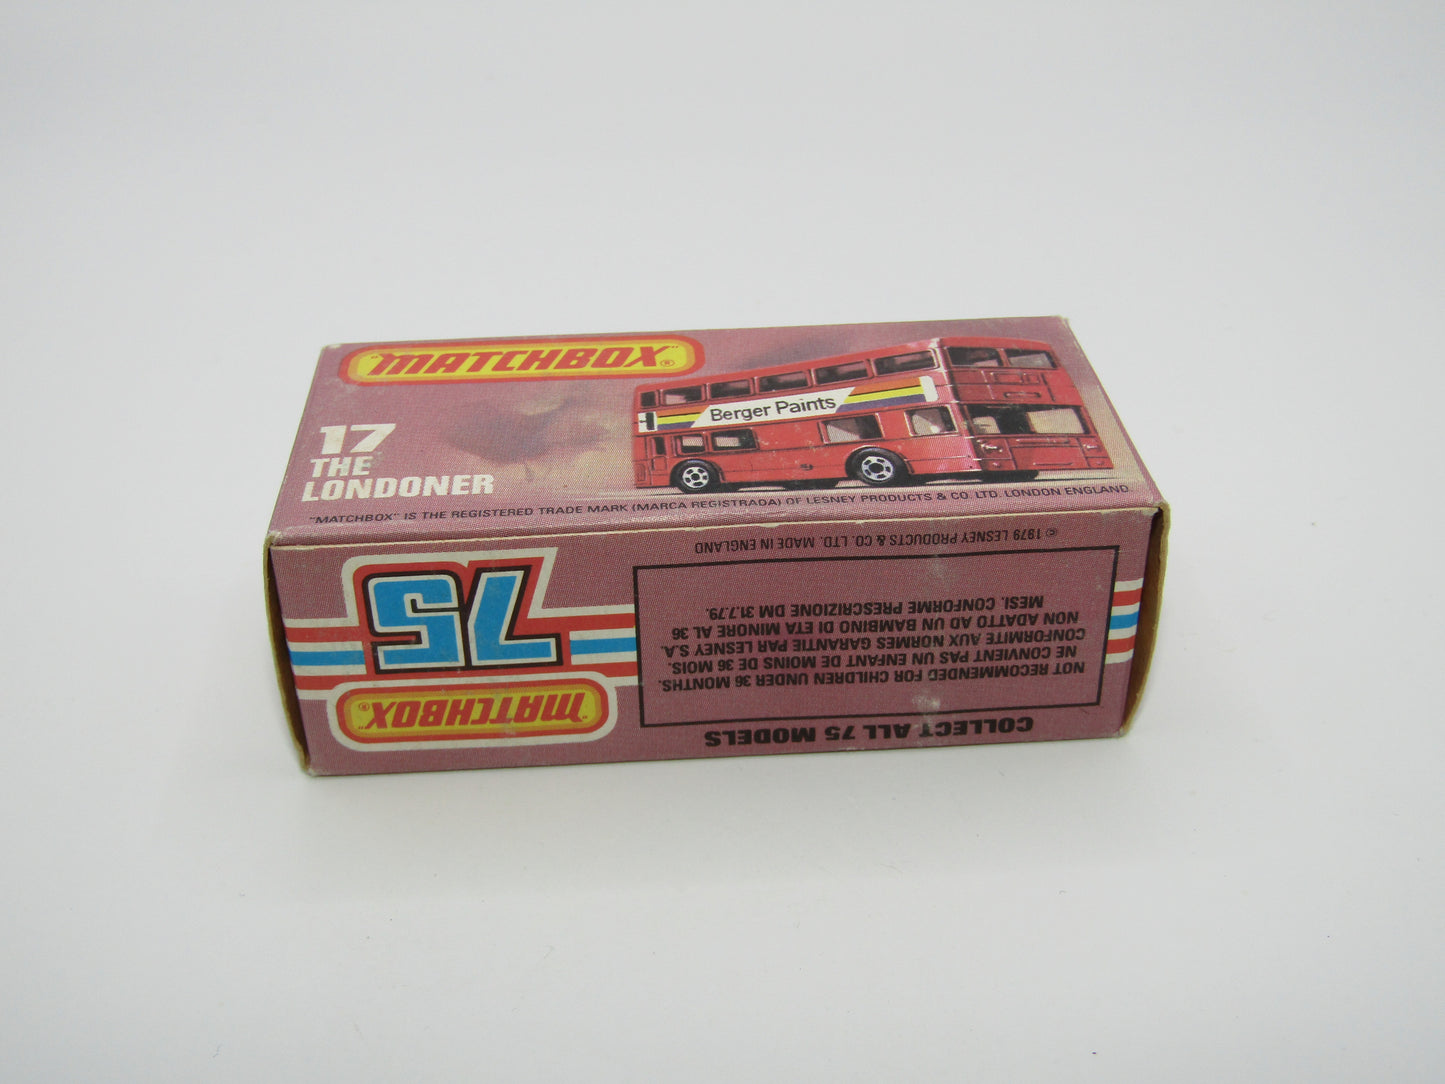 "MATCHBOX"®
17
THE
LONDONER
Berger Paints
"MATCHBOX" IS THE REGISTERED TRADE MARK (MARCA REGISTRADA) OF LESNEY PRODUCTS & CO. LTD. LONDON ENGLAND
COLLECT ALL 75 MODELS
NOT RECOMMENDED FOR CHILDREN UNDER 36 MONTHS.
NE CONVIENT PAS UN ENFANT DE MOINS DE 36 MOIS.
CONFORMITE AUX NORMES GARANTIE PAR LESNEY S.A.
NON ADATTO AD UN BAMBINO DI ETA MINORE AL 36
MESI. CONFORME PRESCRIZIONE DM 31.7.79.
© 1979 LESNEY PRODUCTS & CO. LTD. MADE IN ENGLAND
"MATCHBOX"®
75